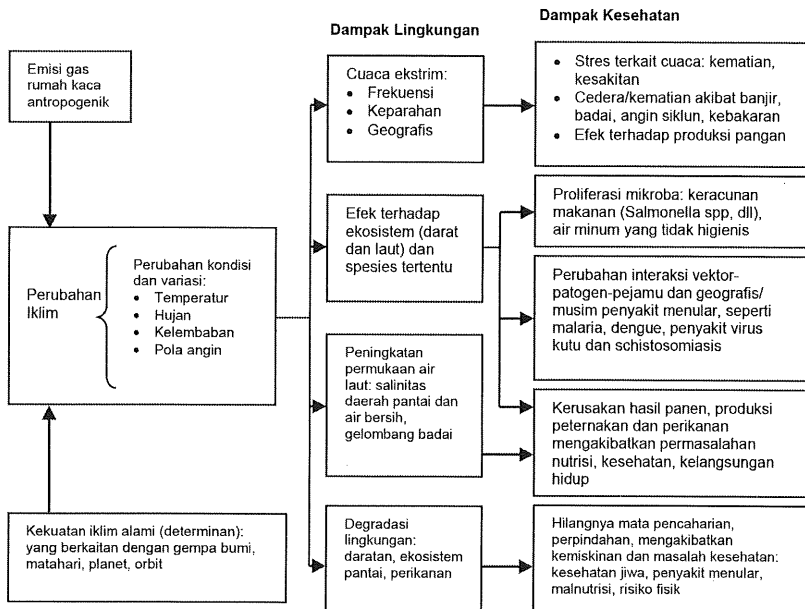 Dampak Lingkungan
Dampak Kesehatan
Emisi gas
rumah kaca
antropogenik
Perubahan
Iklim
Perubahan kondisi
dan variasi:
• Temperatur
• Hujan
• Kelembaban
• Pola angin
Kekuatan iklim alami (determinan):
yang berkaitan dengan gempa bumi,
matahari, planet, orbit
Cuaca ekstrim:
• Frekuensi
• Keparahan
• Geografis
Efek terhadap
ekosistem (darat
dan laut) dan
spesies tertentu
Peningkatan
permukaan air
laut: salinitas
daerah pantai dan
air bersih,
gelombang badai
Degradasi
lingkungan:
daratan, ekosistem
pantai, perikanan
• Stres terkait cuaca: kematian,
kesakitan
• Cedera/kematian akibat banjir,
badai, angin siklun, kebakaran
• Efek terhadap produksi pangan
Proliferasi mikroba: keracunan
makanan (Salmonella spp, dll),
air minum yang tidak higienis
Perubahan interaksi vektor-
patogen-pejamu dan geografis/
musim penyakit menular, seperti
malaria, dengue, penyakit virus
kutu dan schistosomiasis
Kerusakan hasil panen, produksi
peternakan dan perikanan
mengakibatkan permasalahan
nutrisi, kesehatan, kelangsungan
hidup
Hilangnya mata pencaharian,
perpindahan, mengakibatkan
kemiskinan dan masalah kesehatan:
kesehatan jiwa, penyakit menular,
malnutrisi, risiko fisik